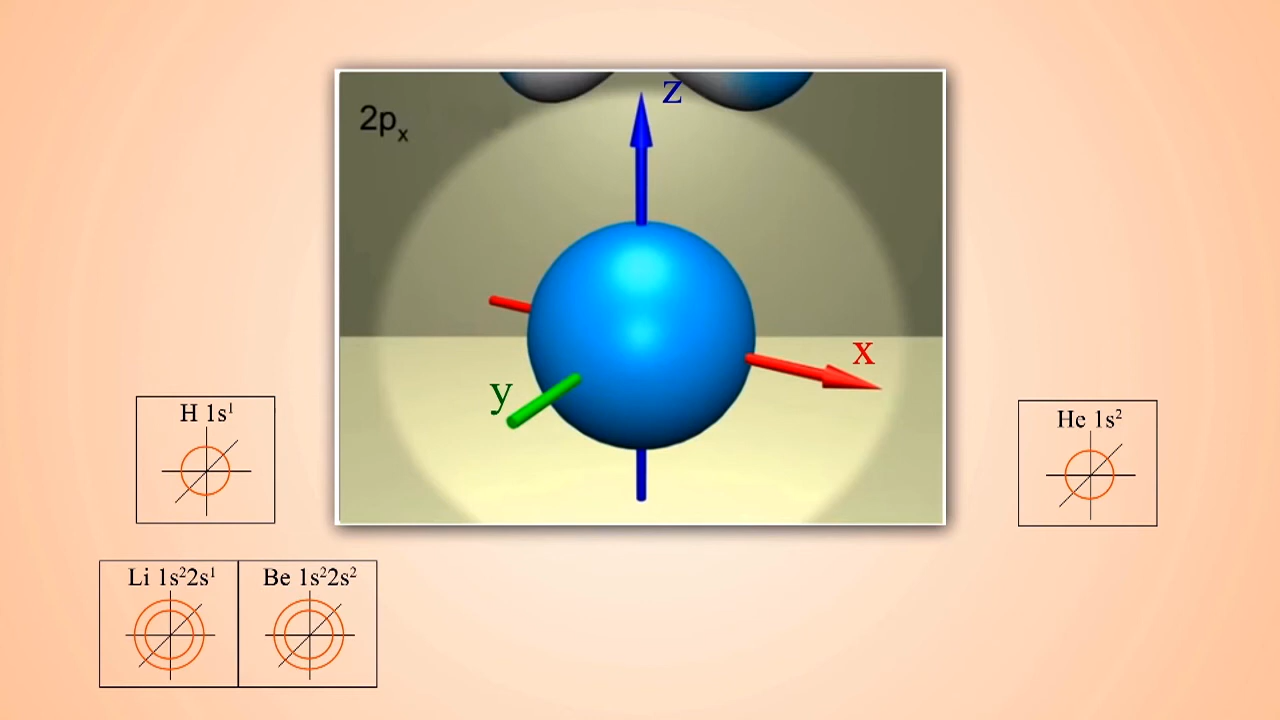 z
2pₓ
x
y
H 1s¹
He 1s²
Li 1s²2s¹
Be 1s²2s²